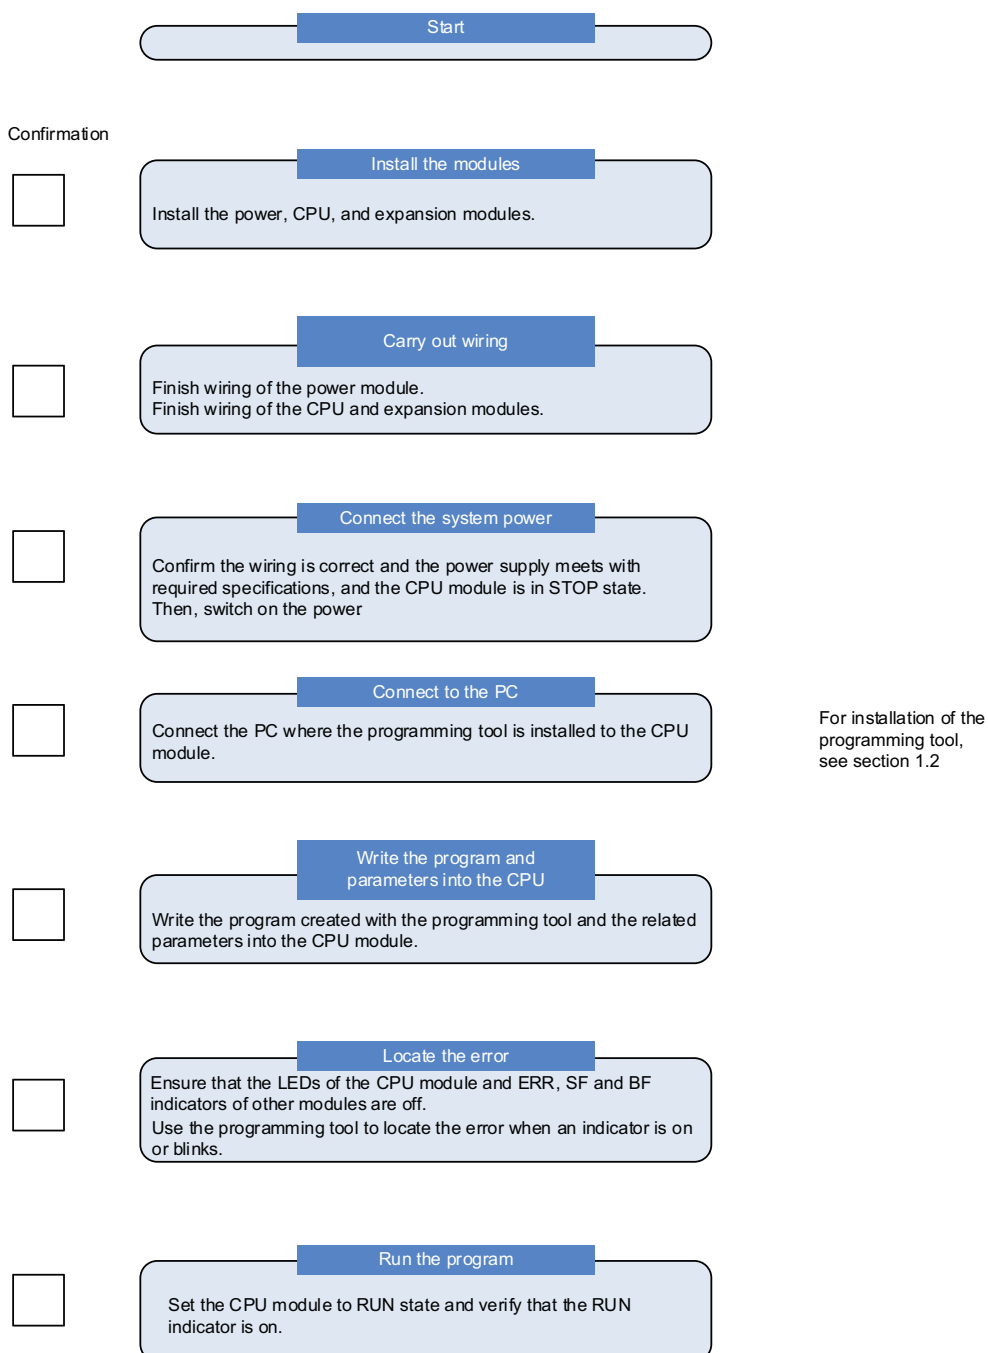 Start
Confirmation
Install the modules
Install the power, CPU, and expansion modules.
Carry out wiring
Finish wiring of the power module.
Finish wiring of the CPU and expansion modules.
Connect the system power
Confirm the wiring is correct and the power supply meets with
required specifications, and the CPU module is in STOP state.
Then, switch on the power
Connect to the PC
Connect the PC where the programming tool is installed to the CPU
module.
For installation of the
programming tool,
see section 1.2
Write the program and
parameters into the CPU
Write the program created with the programming tool and the related
parameters into the CPU module.
Locate the error
Ensure that the LEDs of the CPU module and ERR, SF and BF
indicators of other modules are off.
Use the programming tool to locate the error when an indicator is on
or blinks.
Run the program
Set the CPU module to RUN state and verify that the RUN
indicator is on.